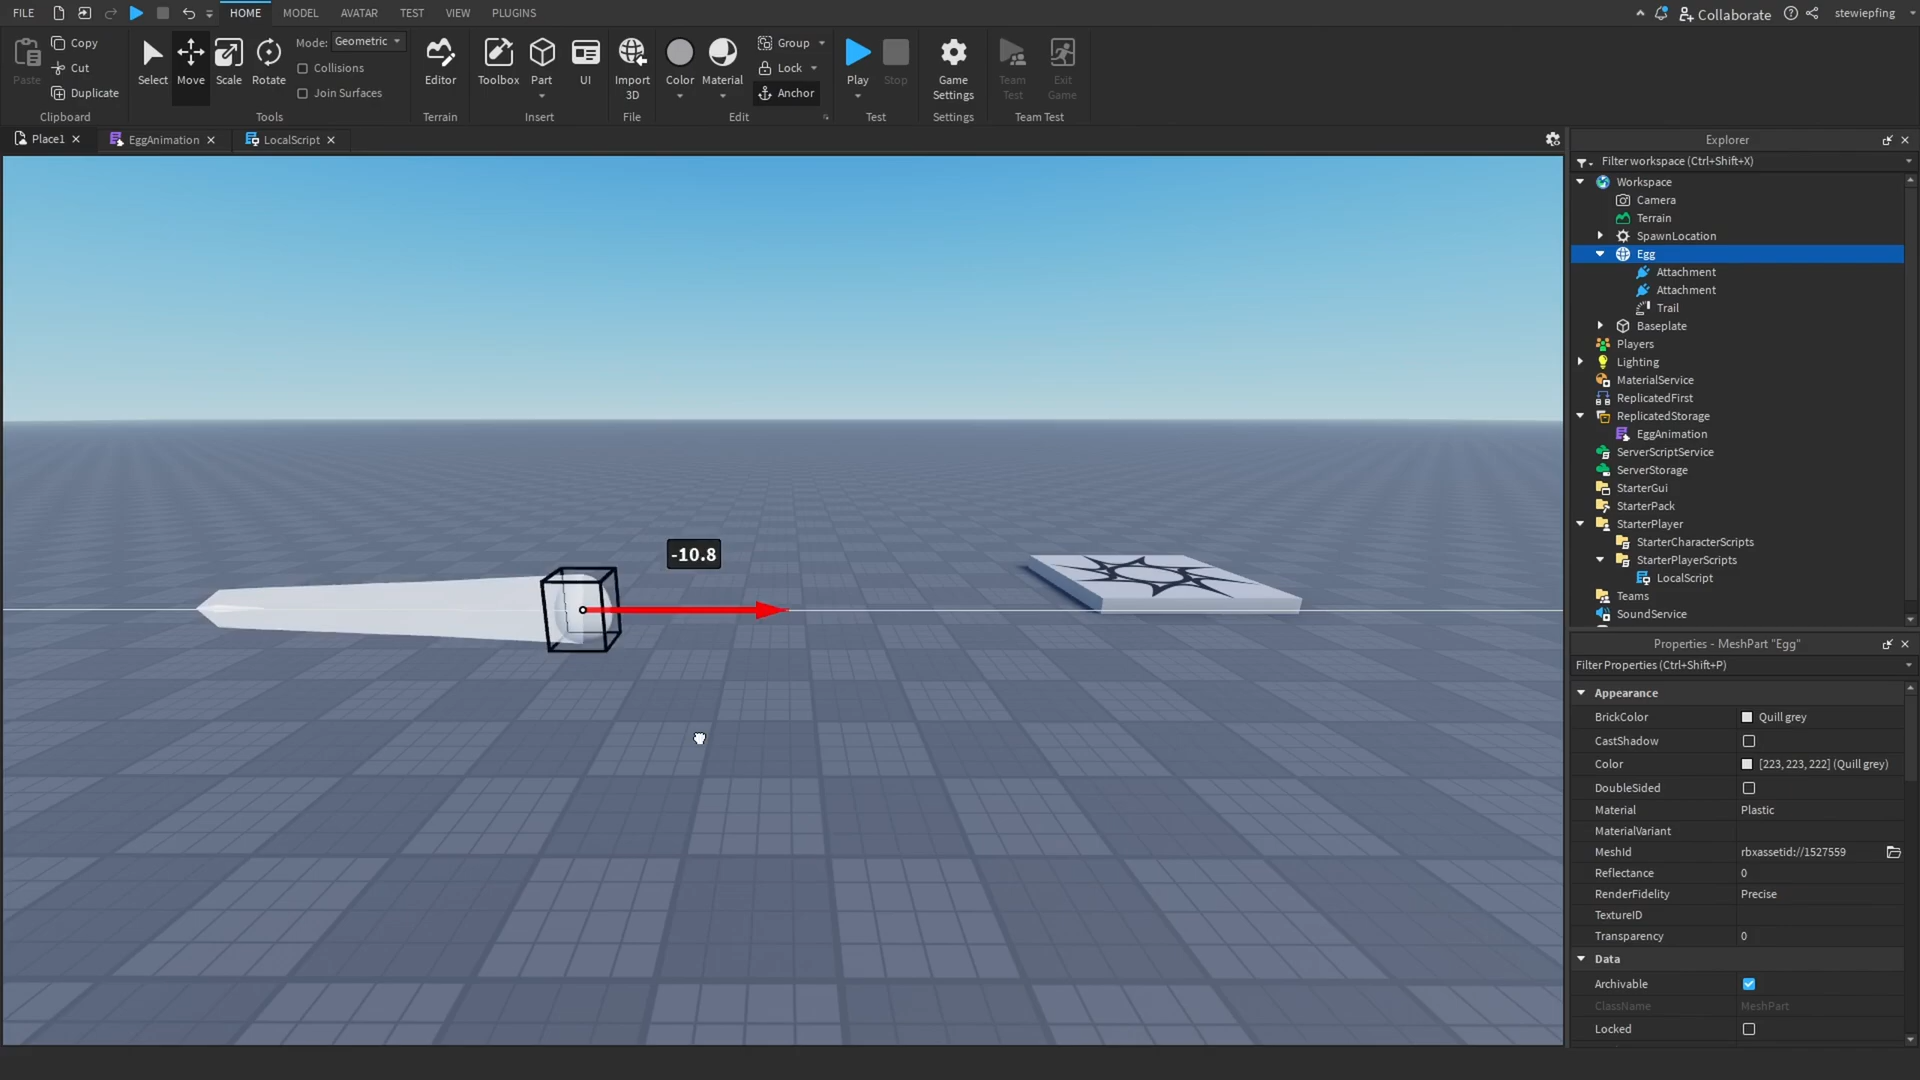 FILE HOME MODEL AVATAR TEST VIEW PLUGINS Collaborate stewiepfing
Paste Copy Cut Duplicate Clipboard
Select Move Scale Rotate Mode: Geometric Collisions Join Surfaces Tools
Editor Terrain
Toolbox Part UI Insert
Import 3D File
Color Material Group Lock Anchor Edit
Play Stop Test
Game Settings Settings
Team Test Exit Game Team Test
Place1 EggAnimation LocalScript
-10.8
Explorer
Filter workspace (Ctrl+Shift+X)
Workspace
Camera
Terrain
SpawnLocation
Egg
Attachment
Attachment
Trail
Baseplate
Players
Lighting
MaterialService
ReplicatedFirst
ReplicatedStorage
EggAnimation
ServerScriptService
ServerStorage
StarterGui
StarterPack
StarterPlayer
StarterCharacterScripts
StarterPlayerScripts
LocalScript
Teams
SoundService
Properties - MeshPart "Egg"
Filter Properties (Ctrl+Shift+P)
Appearance
BrickColor Quill grey
CastShadow
Color [223, 223, 222] (Quill grey)
DoubleSided
Material Plastic
MaterialVariant
MeshId rbxassetid://1527559
Reflectance 0
RenderFidelity Precise
TextureID
Transparency 0
Data
Archivable
ClassName MeshPart
Locked